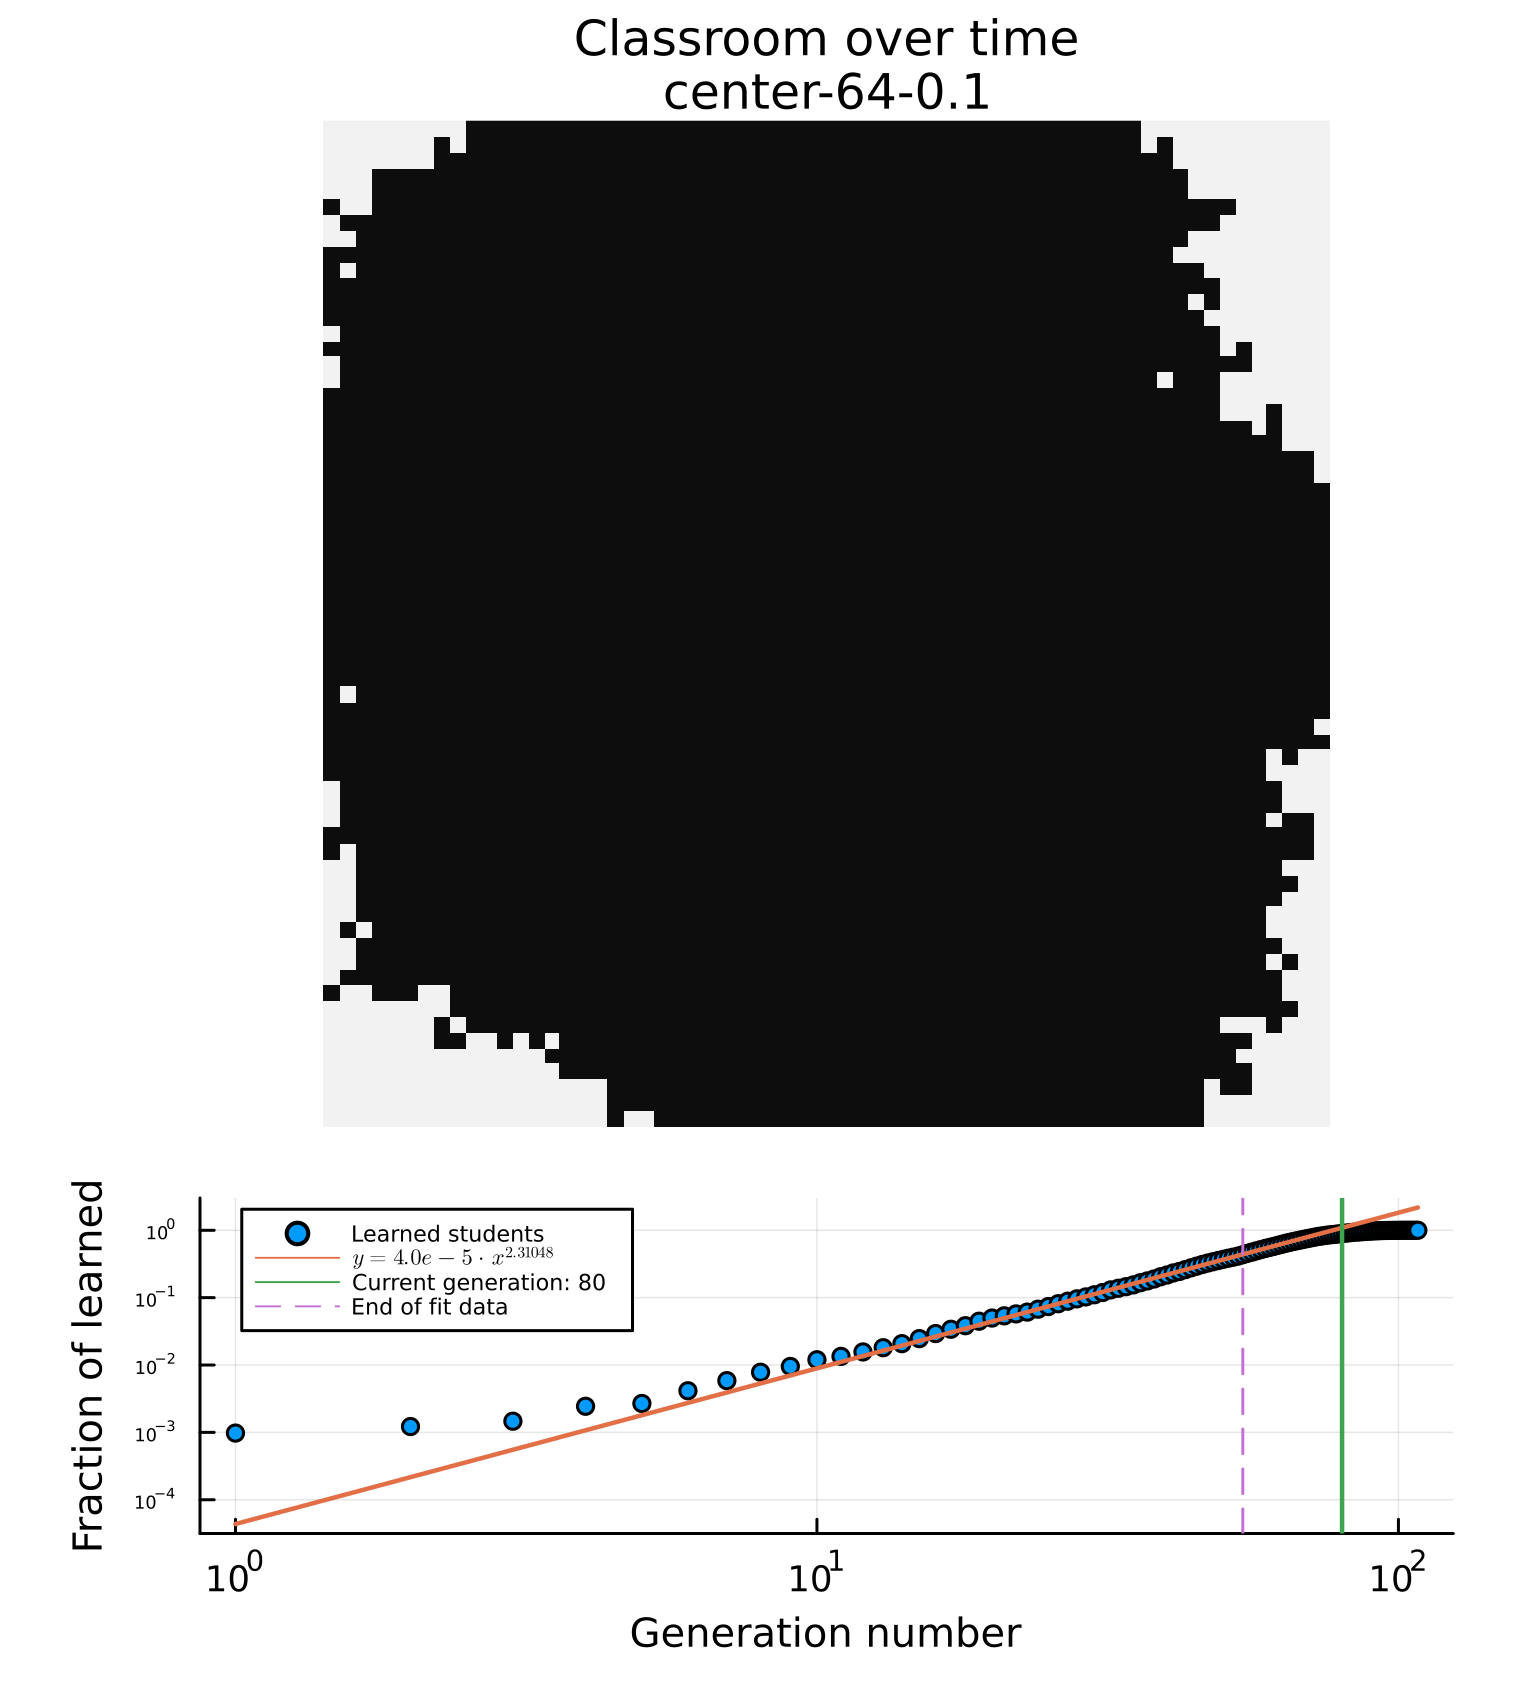 Classroom over time
center-64-0.1
Fraction of learned
10^0
10^-1
10^-2
10^-3
10^-4
Learned students
y = 4.0e − 5 · x^2.31048
Current generation: 80
End of fit data
10^0 10^1 10^2
Generation number